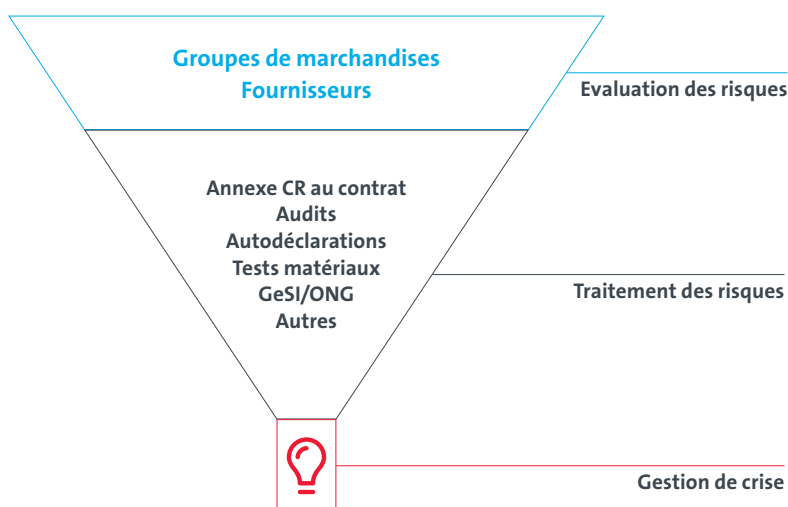 Groupes de marchandises
Fournisseurs
Evaluation des risques
Annexe CR au contrat
Audits
Autodéclarations
Tests matériaux
GeSI/ONG
Autres
Traitement des risques
Gestion de crise